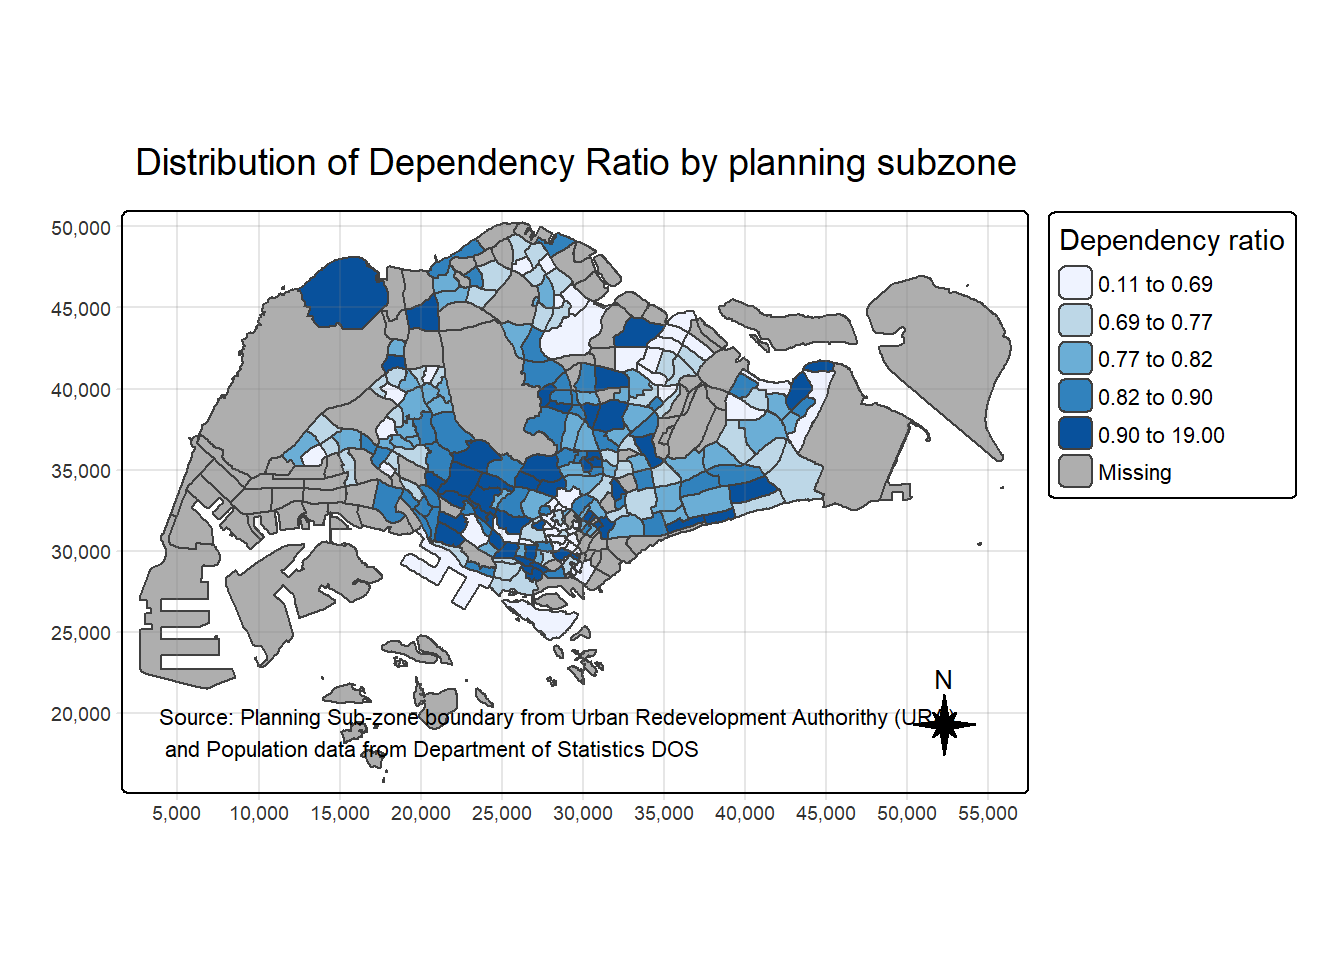 Distribution of Dependency Ratio by planning subzone
50,000
45,000
40,000
35,000
30,000
25,000
20,000
5,000 10,000 15,000 20,000 25,000 30,000 35,000 40,000 45,000 50,000 55,000
Dependency ratio
0.11 to 0.69
0.69 to 0.77
0.77 to 0.82
0.82 to 0.90
0.90 to 19.00
Missing
N
Source: Planning Sub-zone boundary from Urban Redevelopment Authorithy (UR
and Population data from Department of Statistics DOS